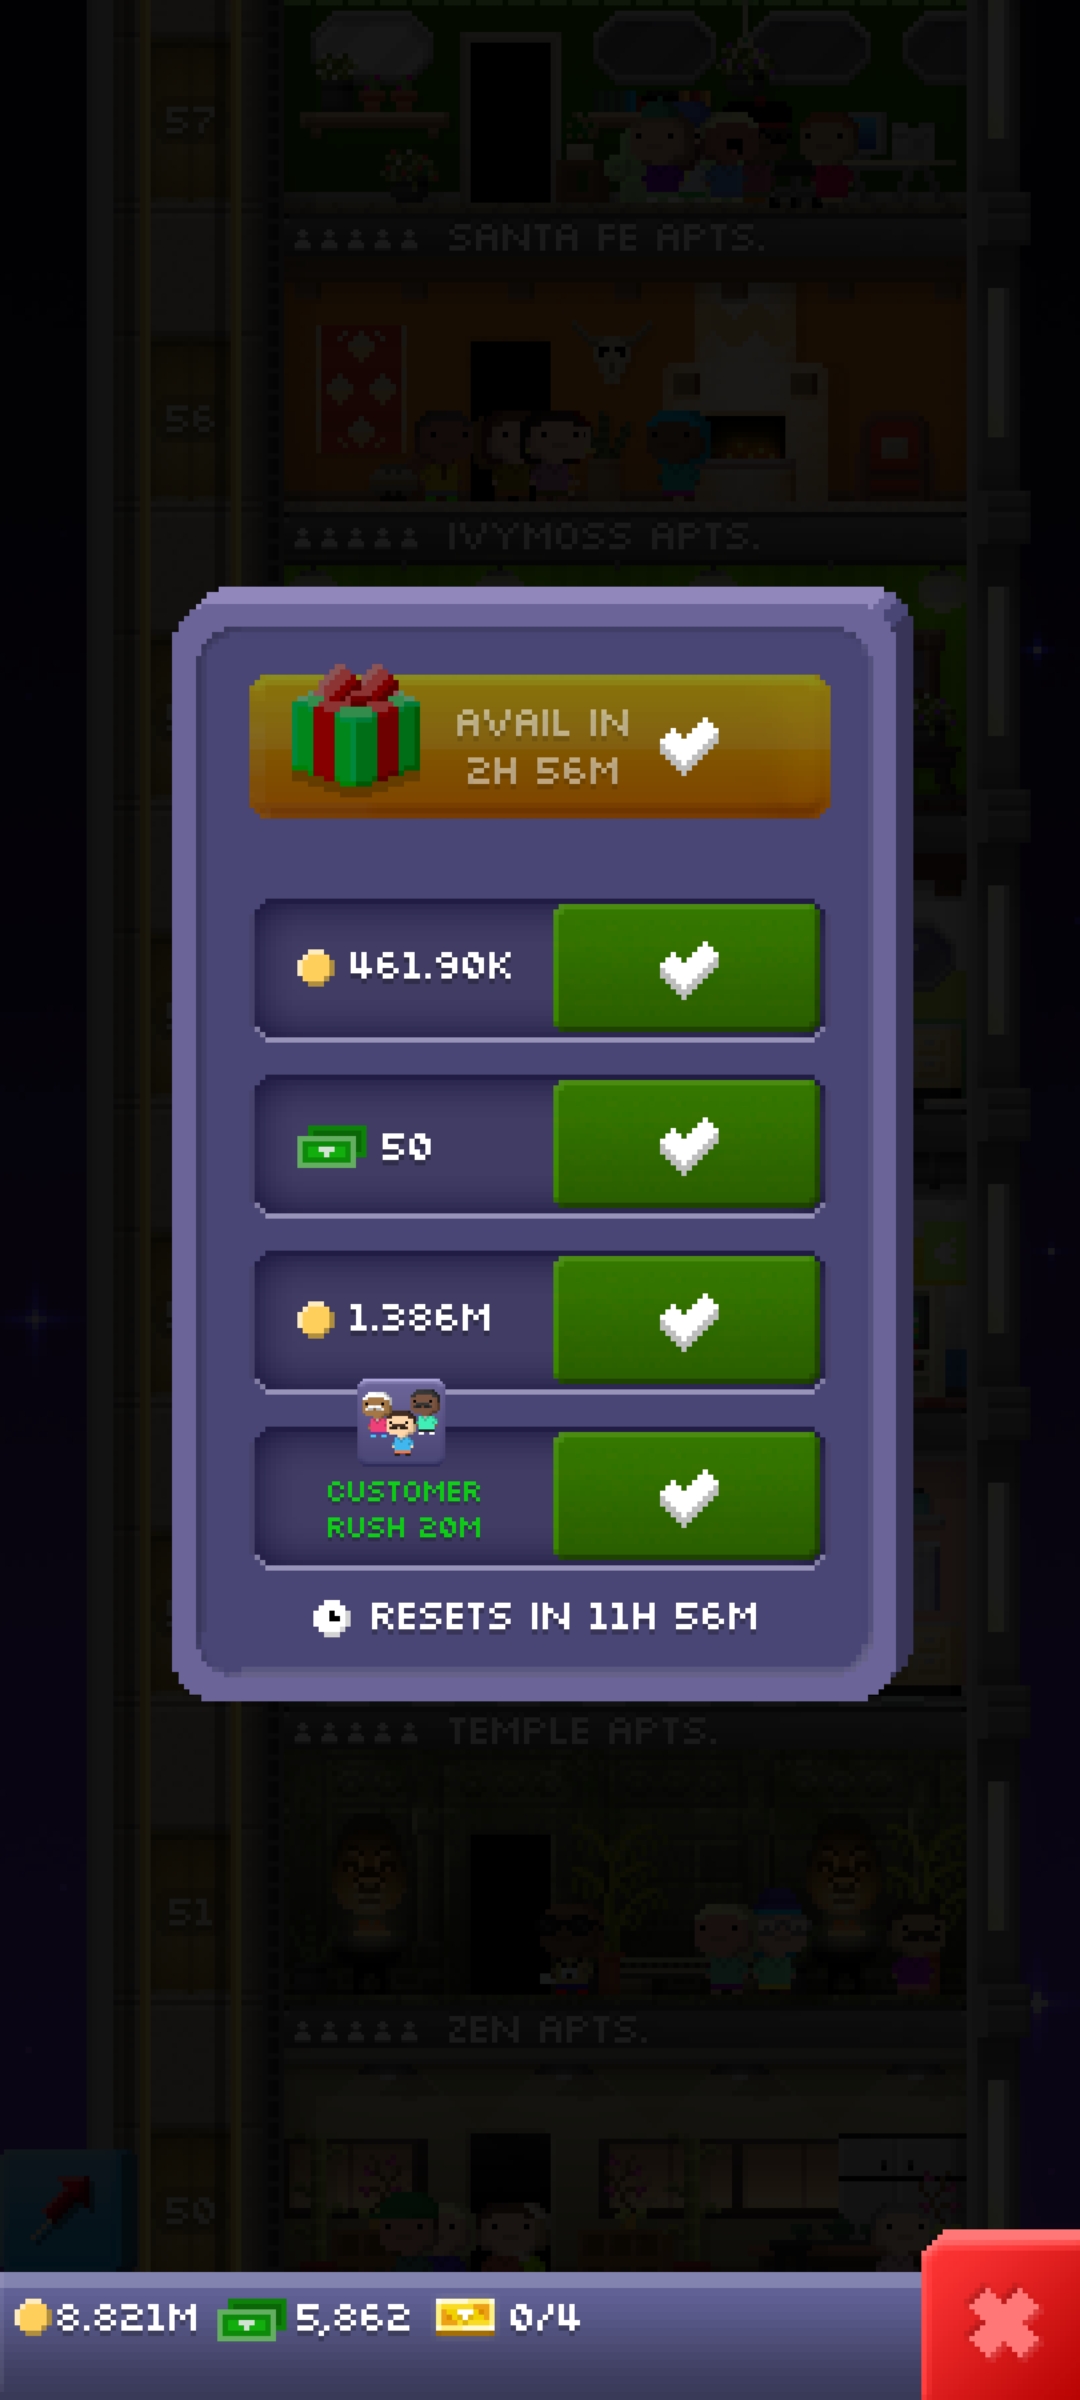 57
SANTA FE APTS.
56
IVYMOSS APTS.
AVAIL IN
2H 56M
461.90K
50
1.386M
CUSTOMER
RUSH 20M
RESETS IN 11H 56M
TEMPLE APTS.
51
ZEN APTS.
50
8.821M 5,862 0/4